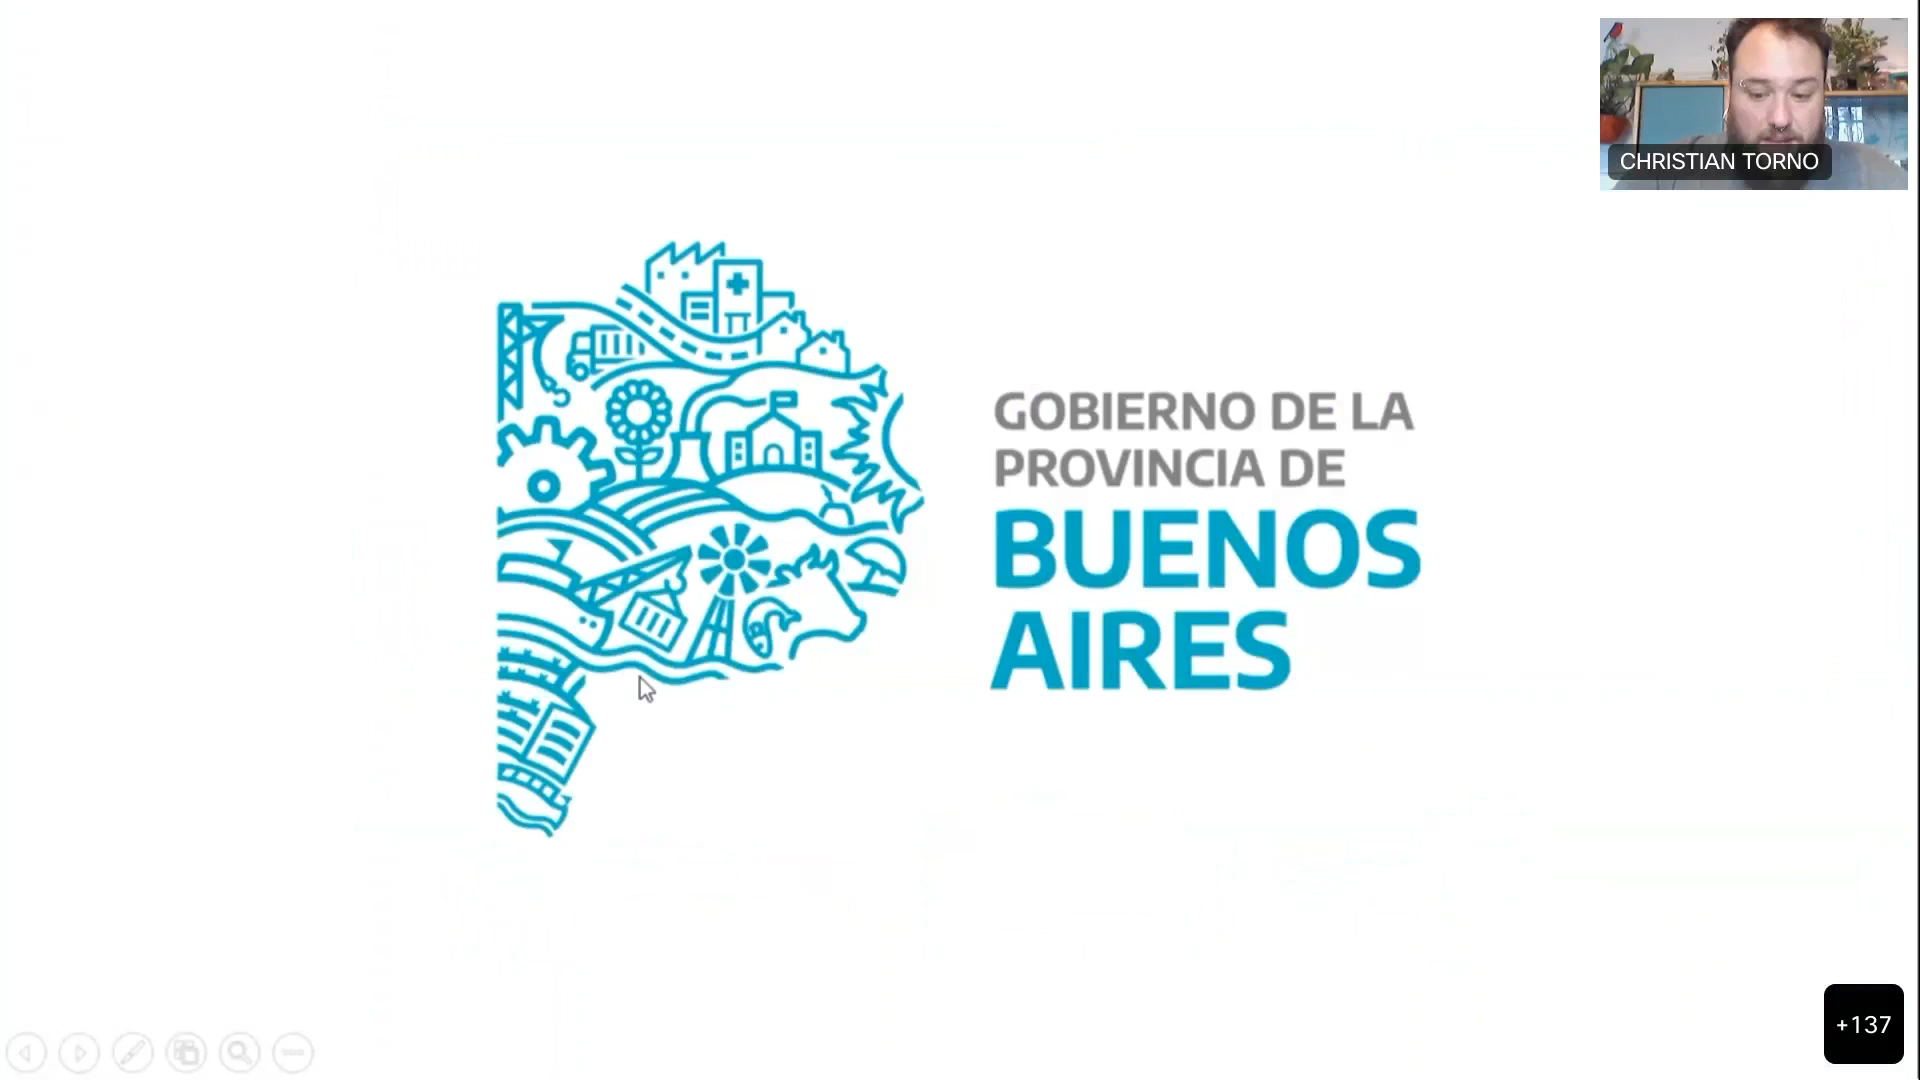 CHRISTIAN TORNO
GOBIERNO DE LA
PROVINCIA DE
BUENOS
AIRES
+137